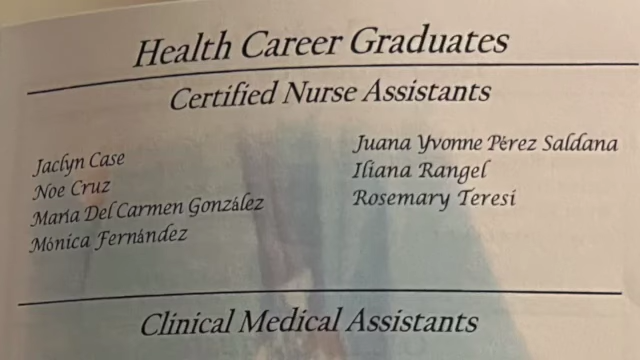 Health Career Graduates
Certified Nurse Assistants
Jaclyn Case
Noe Cruz
María Del Carmen González
Mónica Fernández
Juana Yvonne Pérez Saldana
Iliana Rangel
Rosemary Teresi
Clinical Medical Assistants